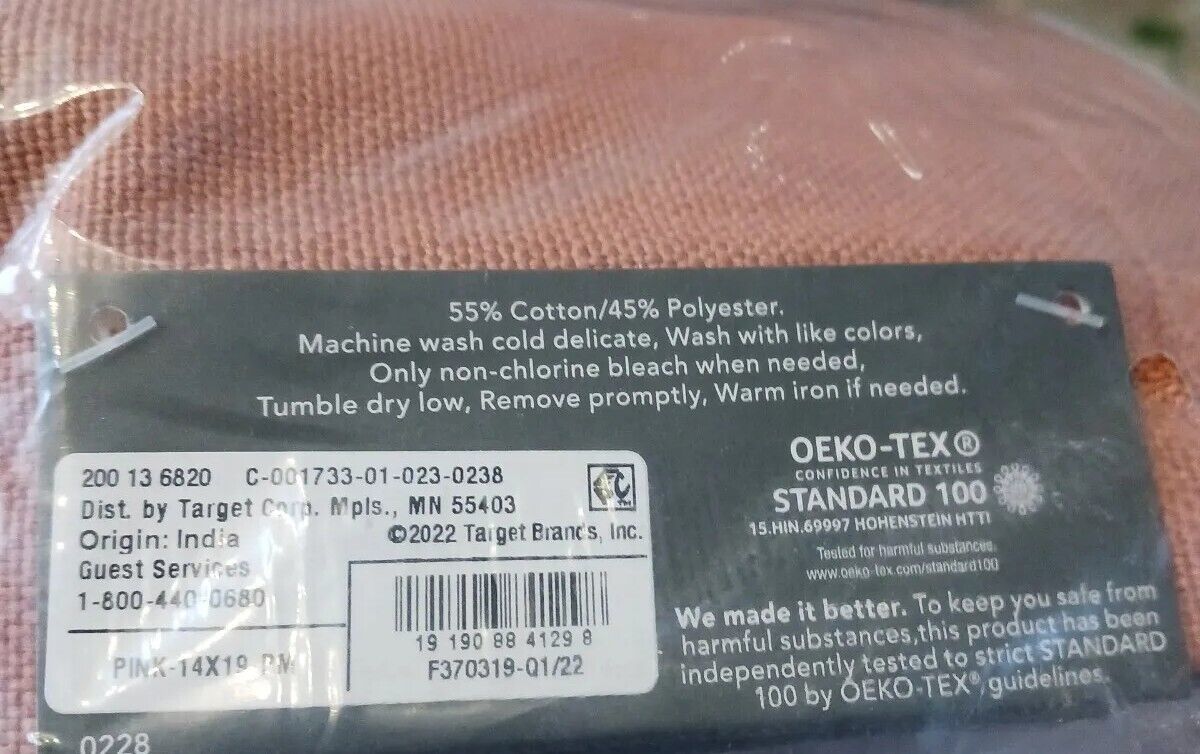 55% Cotton/45% Polyester.
Machine wash cold delicate, Wash with like colors,
Only non-chlorine bleach when needed,
Tumble dry low, Remove promptly, Warm iron if needed.
OEKO-TEX®
CONFIDENCE IN TEXTILES
STANDARD 100
15.HIN.69997 HOHENSTEIN HTTI
Tested for harmful substances.
www.oeko-tex.com/standard100
We made it better. To keep you safe from
harmful substances,this product has been
independently tested to strict STANDARD
100 by OEKO-TEX®, guidelines.
200 13 6820 C-001733-01-023-0238
Dist. by Target Corp. Mpls., MN 55403
Origin: India ©2022 Target Brands, Inc.
Guest Services
1-800-440-0680
PINK-14X19
19 190 88 4129 8
F370319-Q1/22
0228